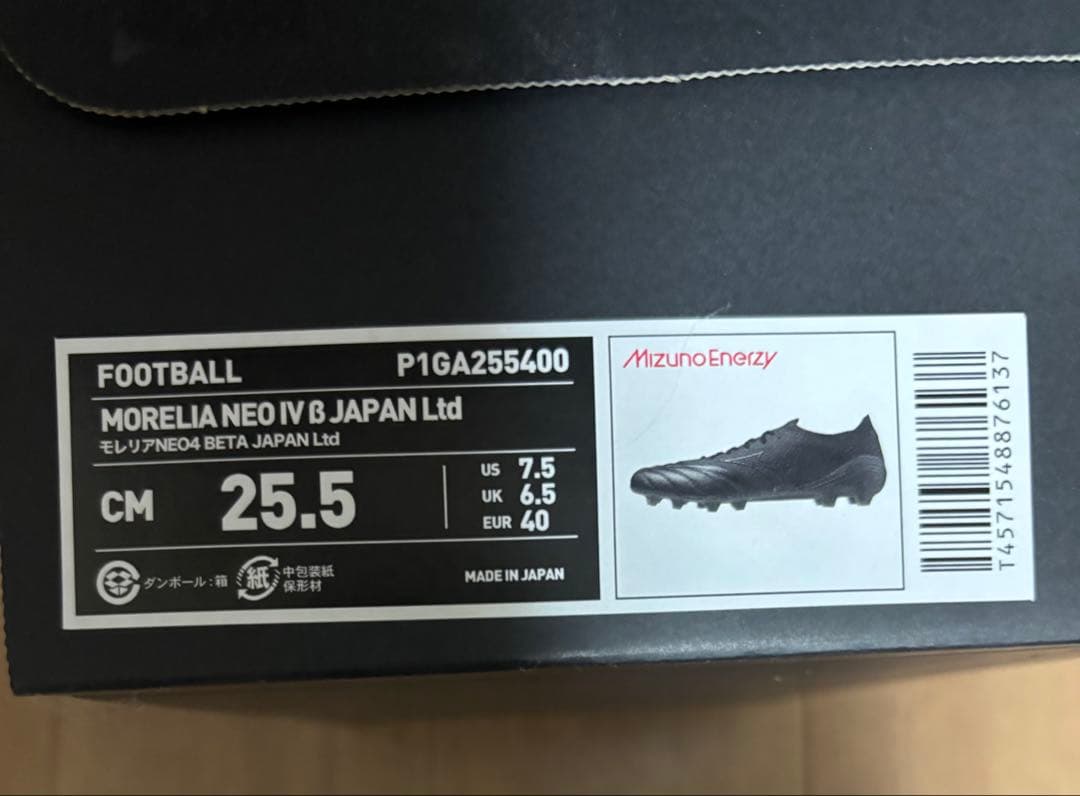 FOOTBALL P1GA255400
MORELIA NEO IV β JAPAN Ltd
モレリアNEO4 BETA JAPAN Ltd
CM 25.5
US 7.5
UK 6.5
EUR 40
ダンボール:箱
紙
中包装紙
保形材
MADE IN JAPAN
MizunoEnerzy
T4571548876137